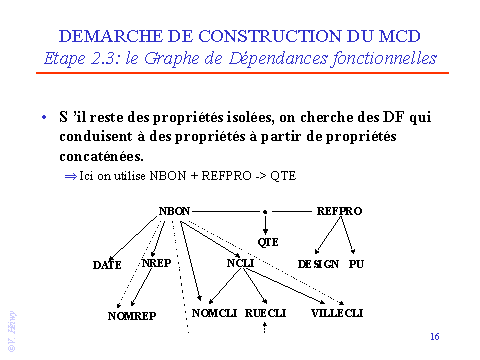 DEMARCHE DE CONSTRUCTION DU MCD
Etape 2.3: le Graphe de Dépendances fonctionnelles
• S 'il reste des propriétés isolées, on cherche des DF qui
conduisent à des propriétés à partir de propriétés
concaténées.
⇒ Ici on utilise NBON + REFPRO -> QTE
NBON REFPRO
QTE
DATE NREP NCLI DESIGN PU
NOMREP NOMCLI RUECLI VILLECLI
16